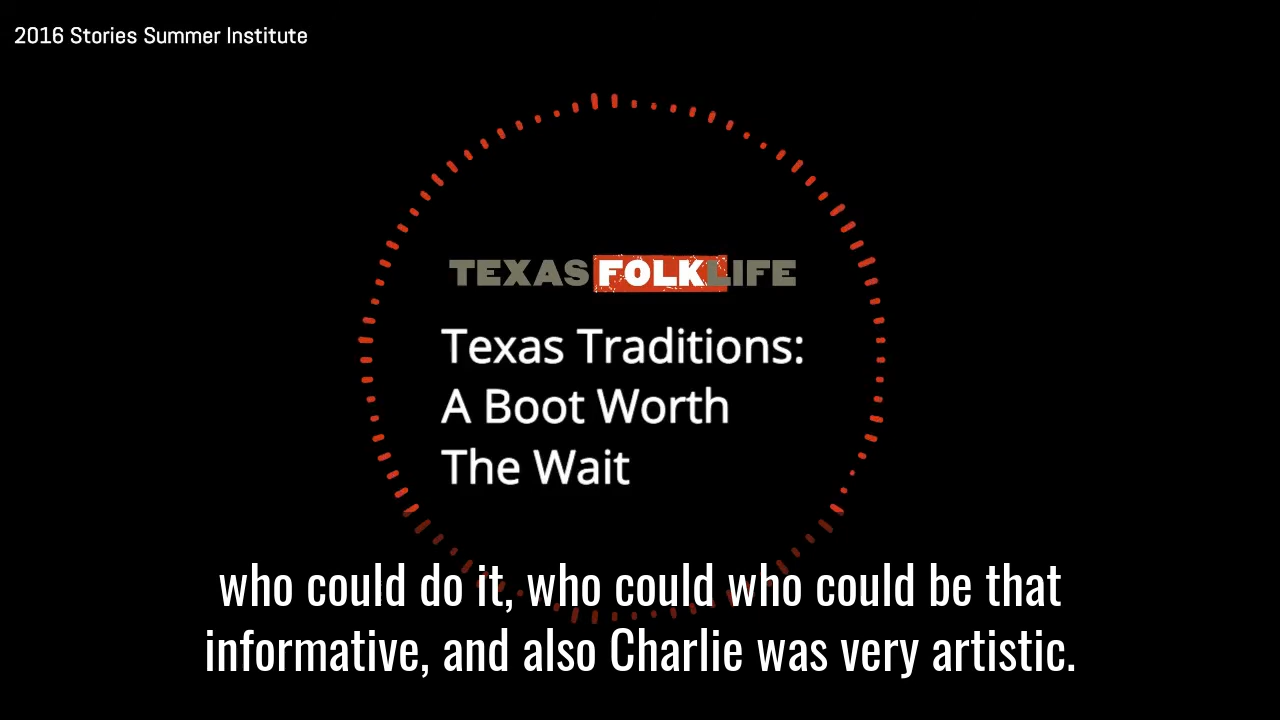 2016 Stories Summer Institute
TEXAS FOLKLIFE
Texas Traditions:
A Boot Worth
The Wait
who could do it, who could who could be that
informative, and also Charlie was very artistic.